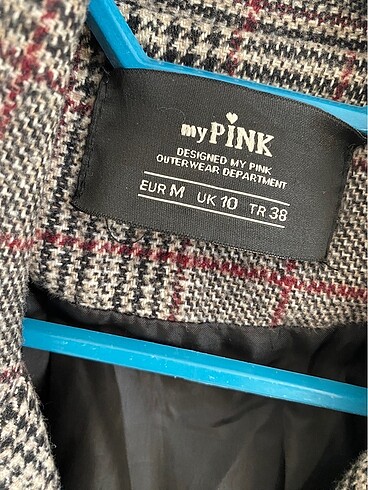 my PINK
DESIGNED MY PINK
OUTERWEAR DEPARTMENT
EUR M UK 10 TR 38